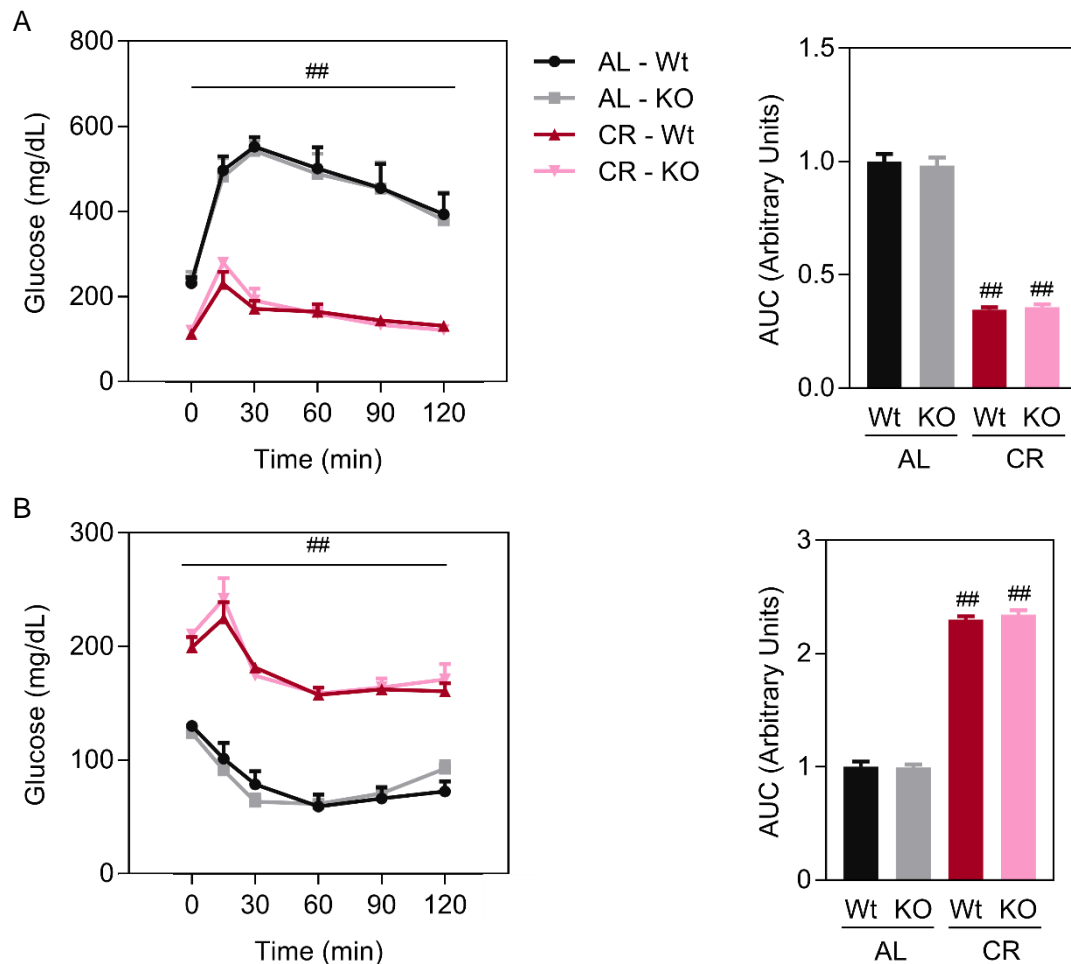 A
800
600
400
200
0
Glucose (mg/dL)
##
0 30 60 90 120
Time (min)
AL - Wt
AL - KO
CR - Wt
CR - KO
1.5
1.0
0.5
0.0
AUC (Arbitrary Units)
## ##
Wt KO Wt KO
AL CR
B
300
200
100
0
Glucose (mg/dL)
##
0 30 60 90 120
Time (min)
3
2
1
0
AUC (Arbitrary Units)
## ##
Wt KO Wt KO
AL CR